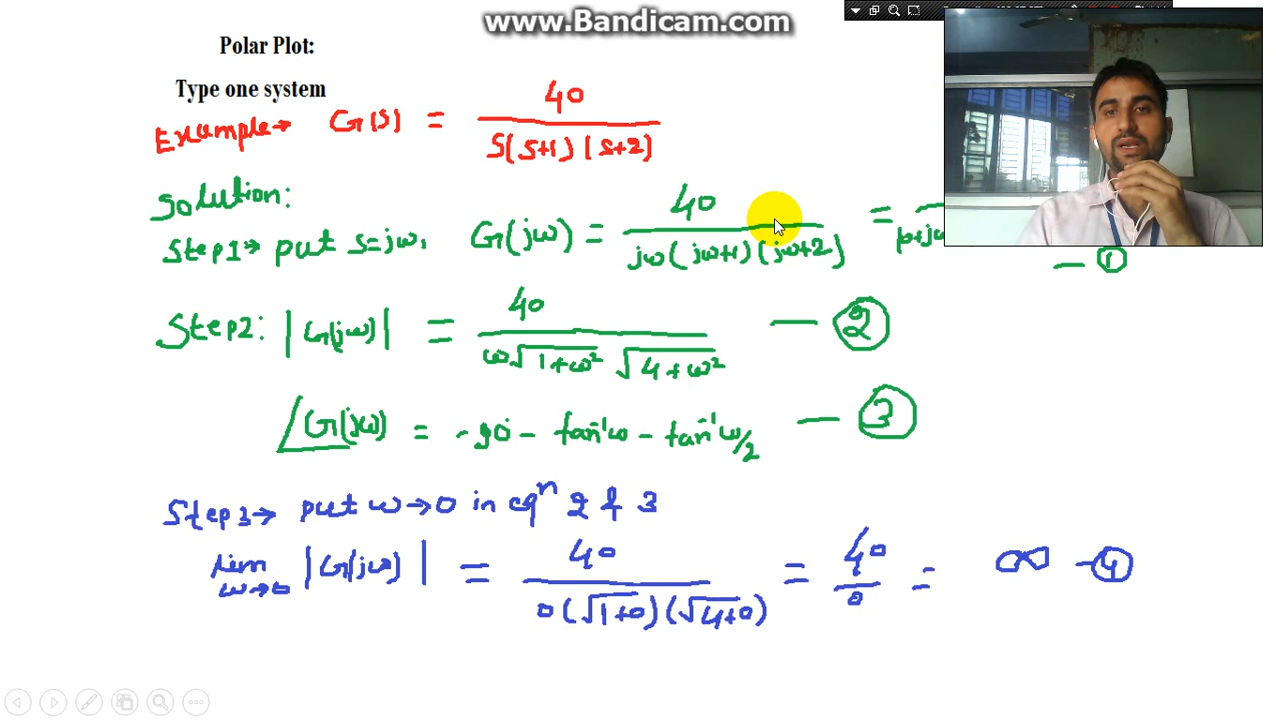 www.Bandicam.com
Polar Plot:
Type one system
Example→ G(s) = 40 / S(S+1)(S+2)
Solution:
Step1→ put s=jω, G(jω) = 40 / jω(jω+1)(jω+2) = — ①
Step2: |G(jω)| = 40 / ω√1+ω² √4+ω² — ②
∠G(jω) = -90 - tan⁻¹ω - tan⁻¹ω/2 — ③
Step3→ put ω→0 in eqⁿ 2 & 3
lim ω→0 |G(jω)| = 40 / 0(√1+0)(√4+0) = 40/0 = ∞ -④